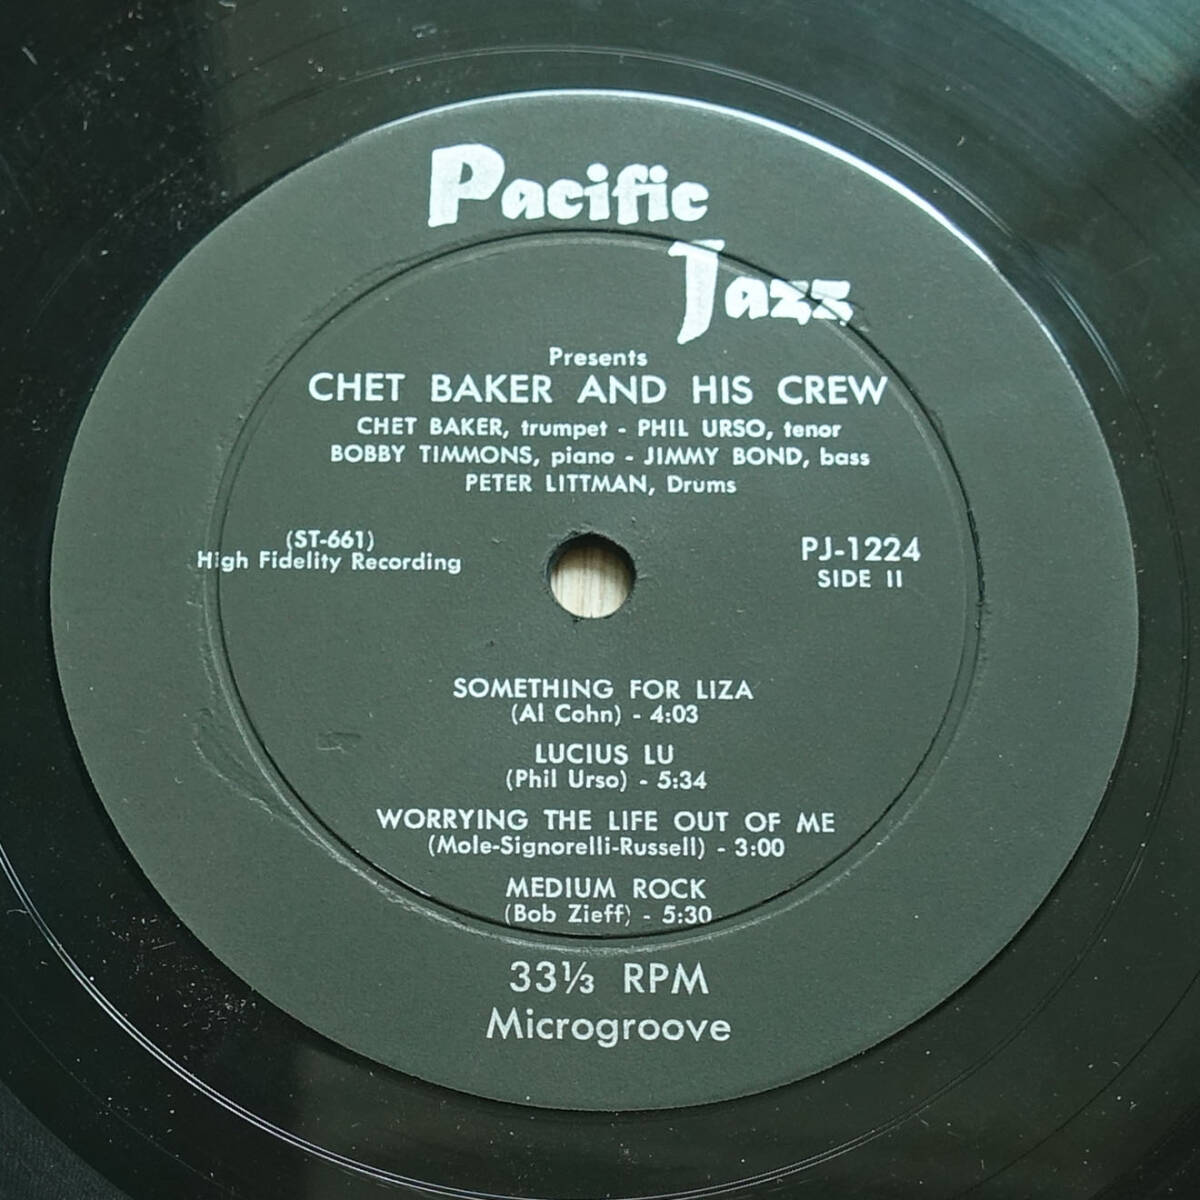 Pacific
Jazz
Presents
CHET BAKER AND HIS CREW
CHET BAKER, trumpet - PHIL URSO, tenor
BOBBY TIMMONS, piano - JIMMY BOND, bass
PETER LITTMAN, Drums
(ST-661)
High Fidelity Recording
PJ-1224
SIDE II
SOMETHING FOR LIZA
(Al Cohn) - 4:03
LUCIUS LU
(Phil Urso) - 5:34
WORRYING THE LIFE OUT OF ME
(Mole-Signorelli-Russell) - 3:00
MEDIUM ROCK
(Bob Zieff) - 5:30
33⅓ RPM
Microgroove